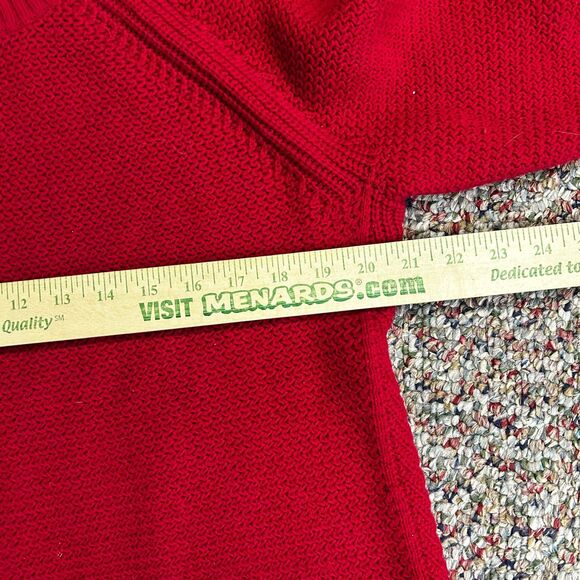 12 13 14 15 16 17 18 19 20 21 22 23 24
Quality℠ VISIT MENARDS®.com Dedicated to